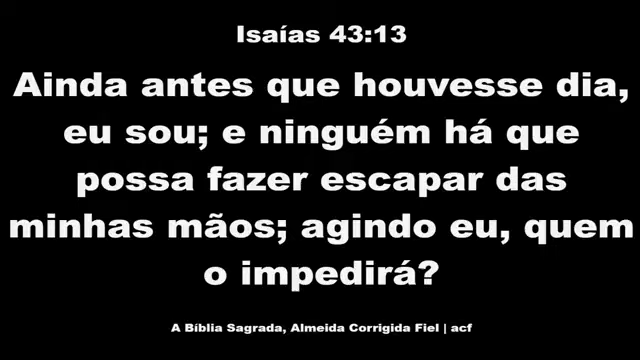 Isaías 43:13
Ainda antes que houvesse dia,
eu sou; e ninguém há que
possa fazer escapar das
minhas mãos; agindo eu, quem
o impedirá?
A Bíblia Sagrada, Almeida Corrigida Fiel | acf